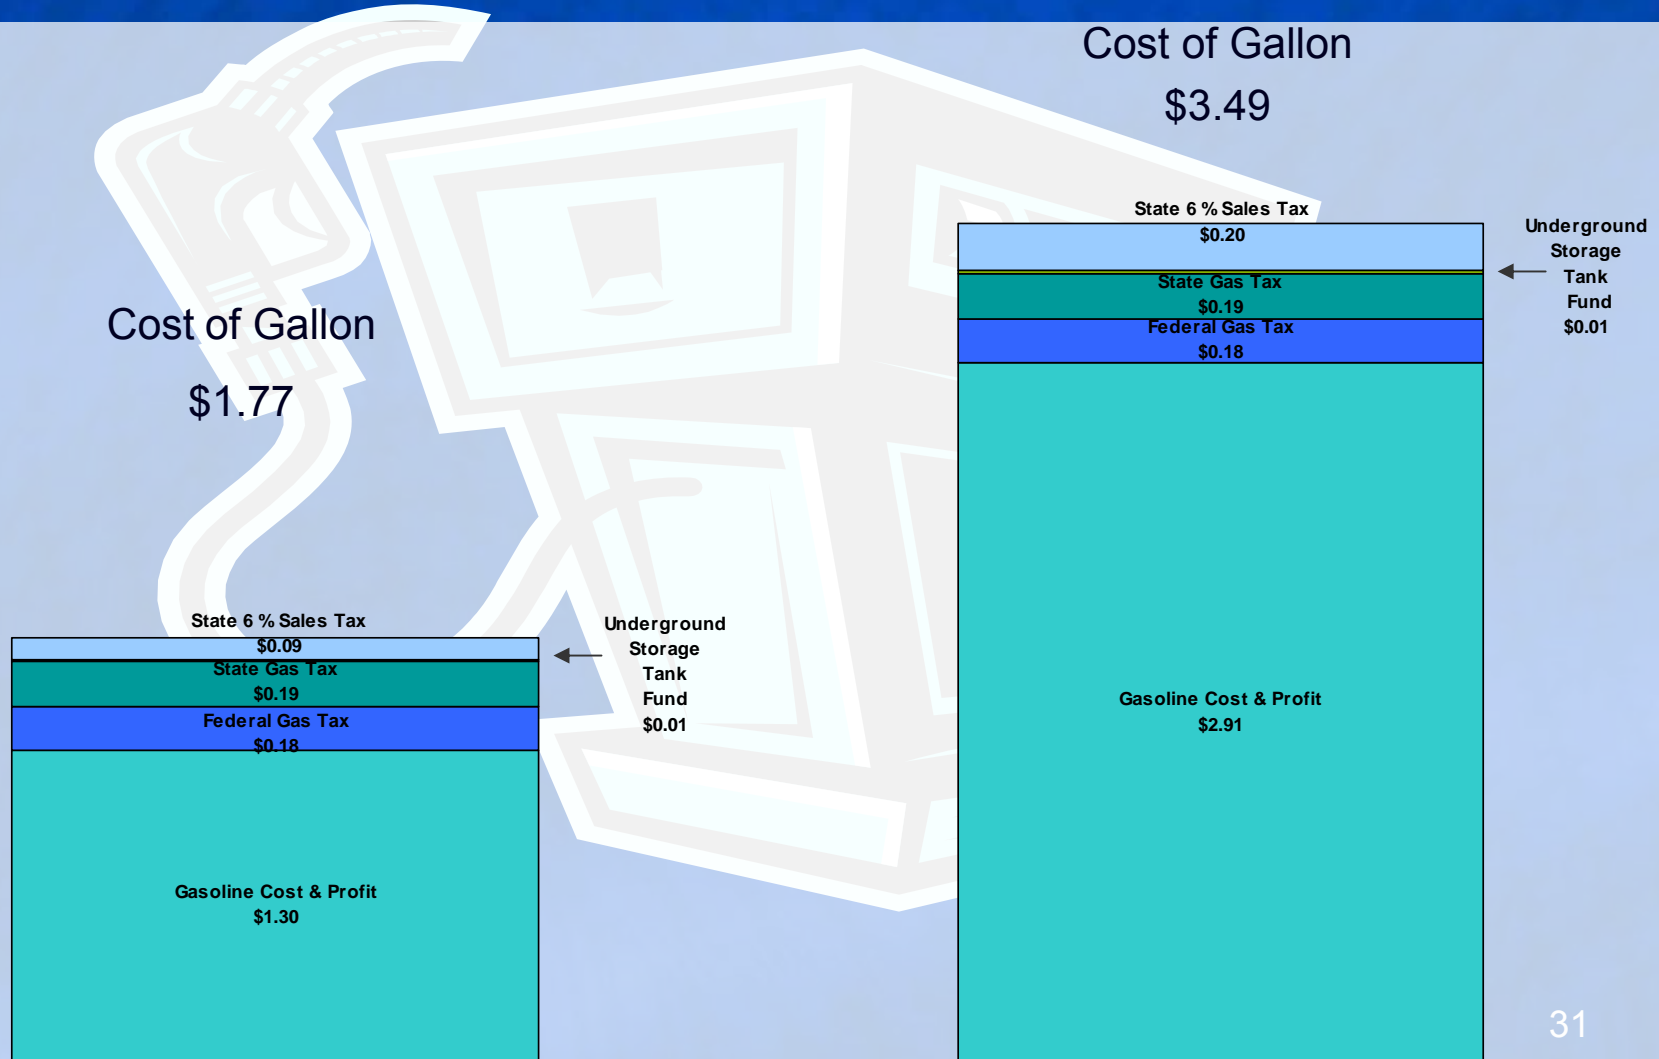 Cost of Gallon
$3.49
State 6 % Sales Tax
$0.20
Underground
Storage
Tank
Fund
$0.01
State Gas Tax
$0.19
Federal Gas Tax
$0.18
Gasoline Cost & Profit
$2.91
Cost of Gallon
$1.77
State 6 % Sales Tax
$0.09
Underground
Storage
Tank
Fund
$0.01
State Gas Tax
$0.19
Federal Gas Tax
$0.18
Gasoline Cost & Profit
$1.30
31